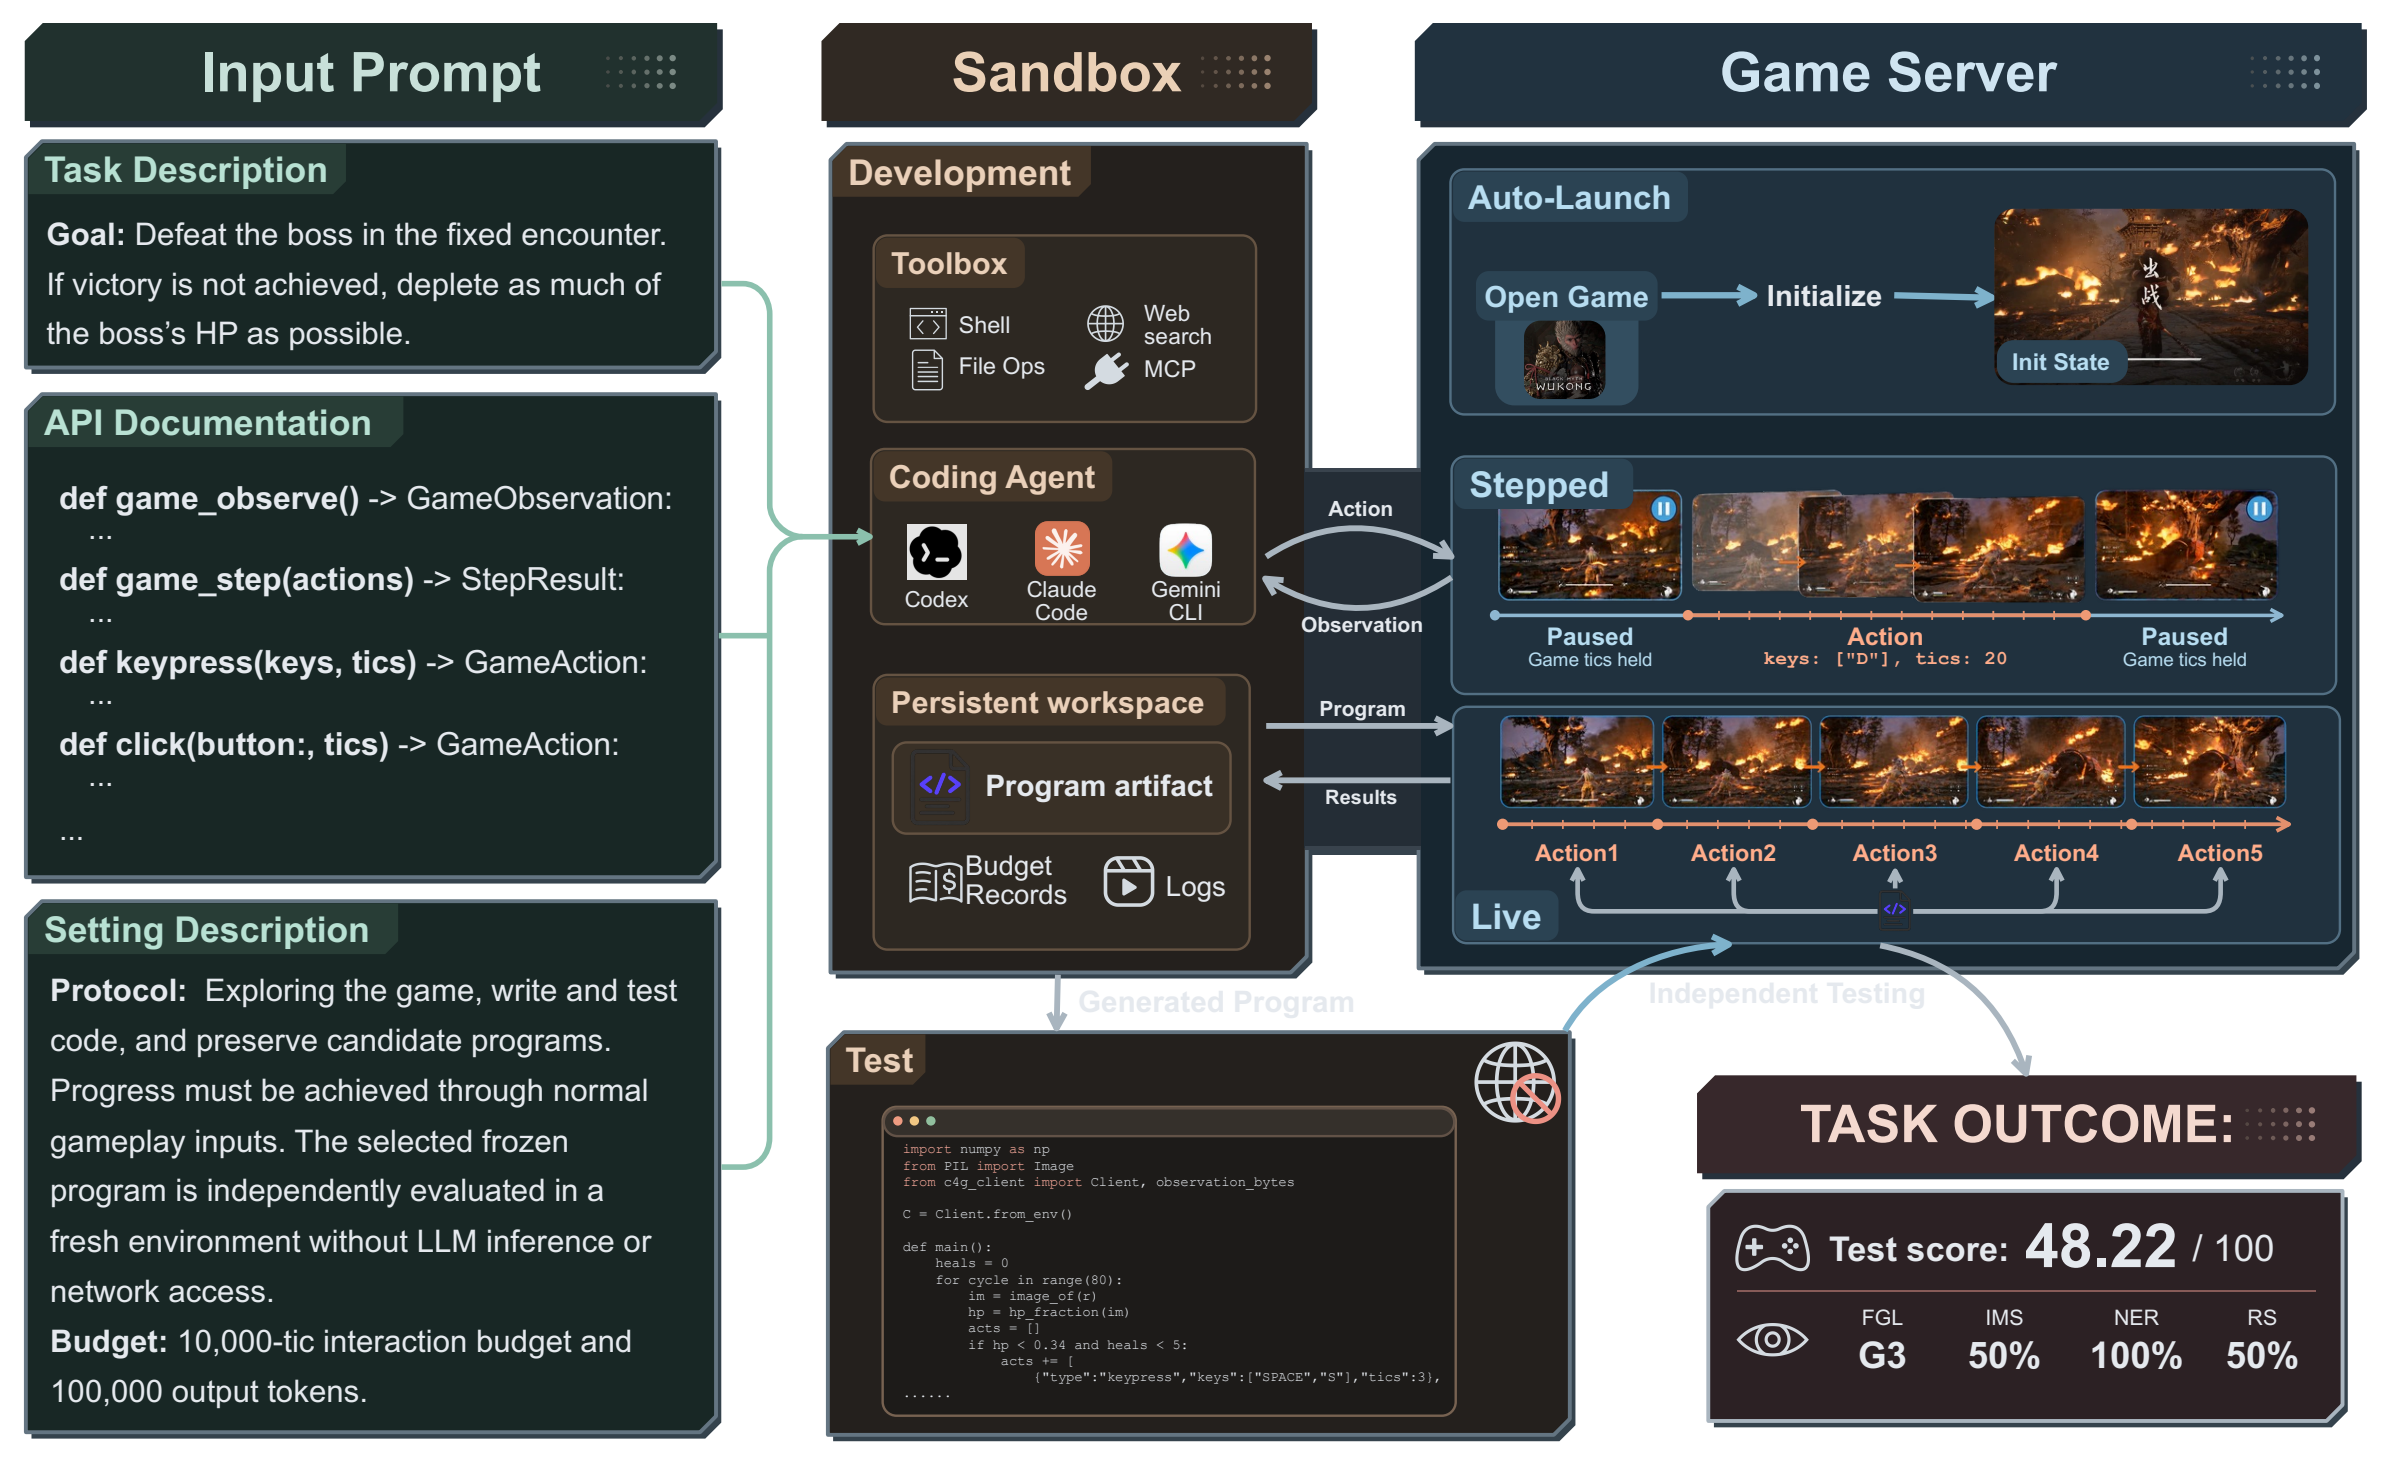 Input Prompt
Task Description
Goal: Defeat the boss in the fixed encounter.
If victory is not achieved, deplete as much of
the boss’s HP as possible.
API Documentation
def game_observe() -> GameObservation:
...
def game_step(actions) -> StepResult:
...
def keypress(keys, tics) -> GameAction:
...
def click(button:, tics) -> GameAction:
...
...
Setting Description
Protocol: Exploring the game, write and test
code, and preserve candidate programs.
Progress must be achieved through normal
gameplay inputs. The selected frozen
program is independently evaluated in a
fresh environment without LLM inference or
network access.
Budget: 10,000-tic interaction budget and
100,000 output tokens.
Sandbox
Development
Toolbox
Shell
Web
search
File Ops
MCP
Coding Agent
Codex
Claude
Code
Gemini
CLI
Persistent workspace
</>
Program artifact
Budget
Records
Logs
Action
Observation
Program
Results
Generated Program
Test
import numpy as np
from PIL import Image
from c4g_client import Client, observation_bytes
C = Client.from_env()
def main():
heals = 0
for cycle in range(80):
im = image_of(r)
hp = hp_fraction(im)
acts = []
if hp < 0.34 and heals < 5:
acts += [
{"type":"keypress","keys":["SPACE","S"],"tics":3},
......
Game Server
Auto-Launch
Open Game
BLACK MYTH
WUKONG
Initialize
出
战
Init State
Stepped
Paused
Game tics held
Action
keys: ["D"], tics: 20
Paused
Game tics held
Action1
Action2
Action3
Action4
Action5
Live
</>
Independent Testing
TASK OUTCOME:
Test score: 48.22 / 100
FGL
IMS
NER
RS
G3
50%
100%
50%